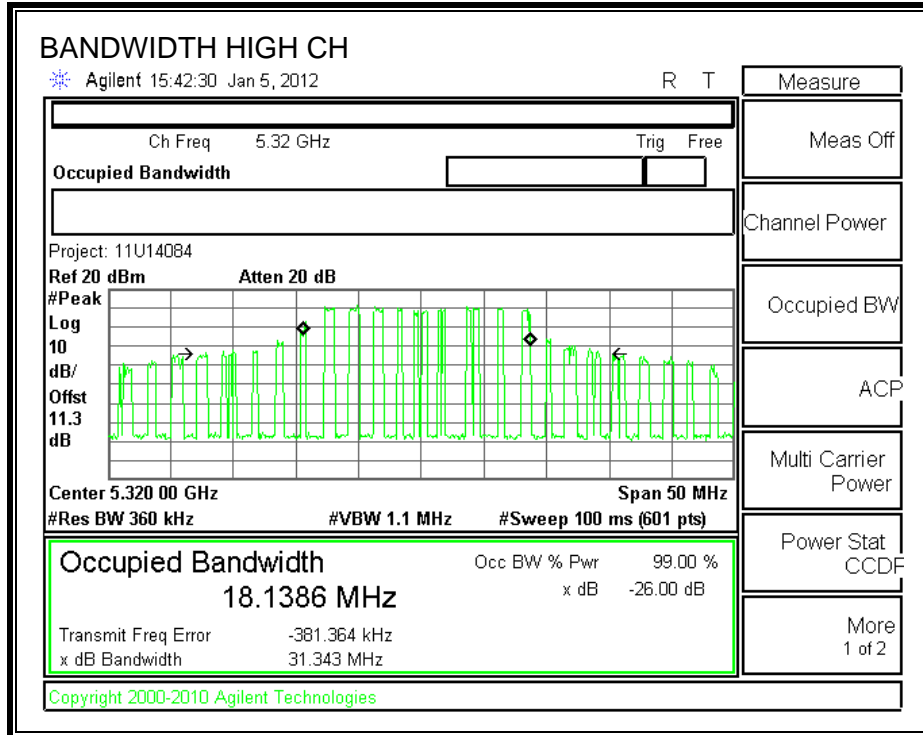 BANDWIDTH HIGH CH
Agilent 15:42:30 Jan 5, 2012
R T
Ch Freq 5.32 GHz
Trig Free
Occupied Bandwidth
Project: 11U14084
Ref 20 dBm Atten 20 dB
#Peak
Log
10
dB/
Offst
11.3
dB
Center 5.320 00 GHz Span 50 MHz
#Res BW 360 kHz #VBW 1.1 MHz #Sweep 100 ms (601 pts)
Occupied Bandwidth
18.1386 MHz
Occ BW % Pwr 99.00 %
x dB -26.00 dB
Transmit Freq Error -381.364 kHz
x dB Bandwidth 31.343 MHz
Copyright 2000-2010 Agilent Technologies
Measure
Meas Off
Channel Power
Occupied BW
ACP
Multi Carrier
Power
Power Stat
CCDF
More
1 of 2